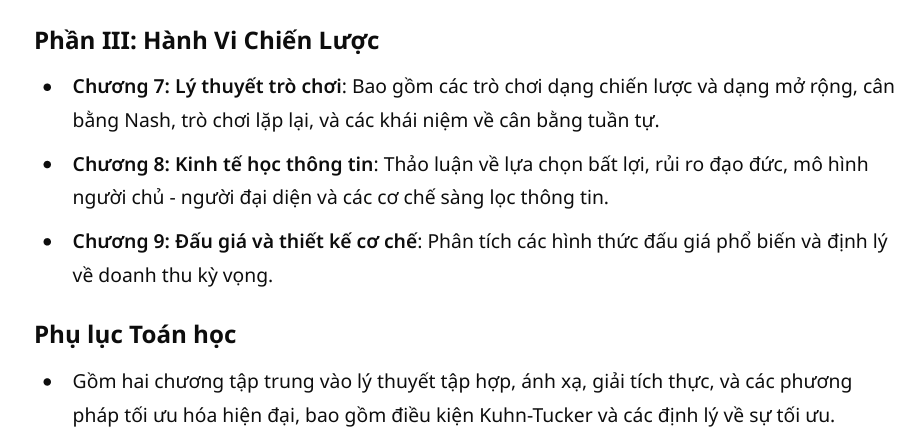 Phần III: Hành Vi Chiến Lược
• Chương 7: Lý thuyết trò chơi: Bao gồm các trò chơi dạng chiến lược và dạng mở rộng, cân
bằng Nash, trò chơi lặp lại, và các khái niệm về cân bằng tuần tự.
• Chương 8: Kinh tế học thông tin: Thảo luận về lựa chọn bất lợi, rủi ro đạo đức, mô hình
người chủ - người đại diện và các cơ chế sàng lọc thông tin.
• Chương 9: Đấu giá và thiết kế cơ chế: Phân tích các hình thức đấu giá phổ biến và định lý
về doanh thu kỳ vọng.
Phụ lục Toán học
• Gồm hai chương tập trung vào lý thuyết tập hợp, ánh xạ, giải tích thực, và các phương
pháp tối ưu hóa hiện đại, bao gồm điều kiện Kuhn-Tucker và các định lý về sự tối ưu.